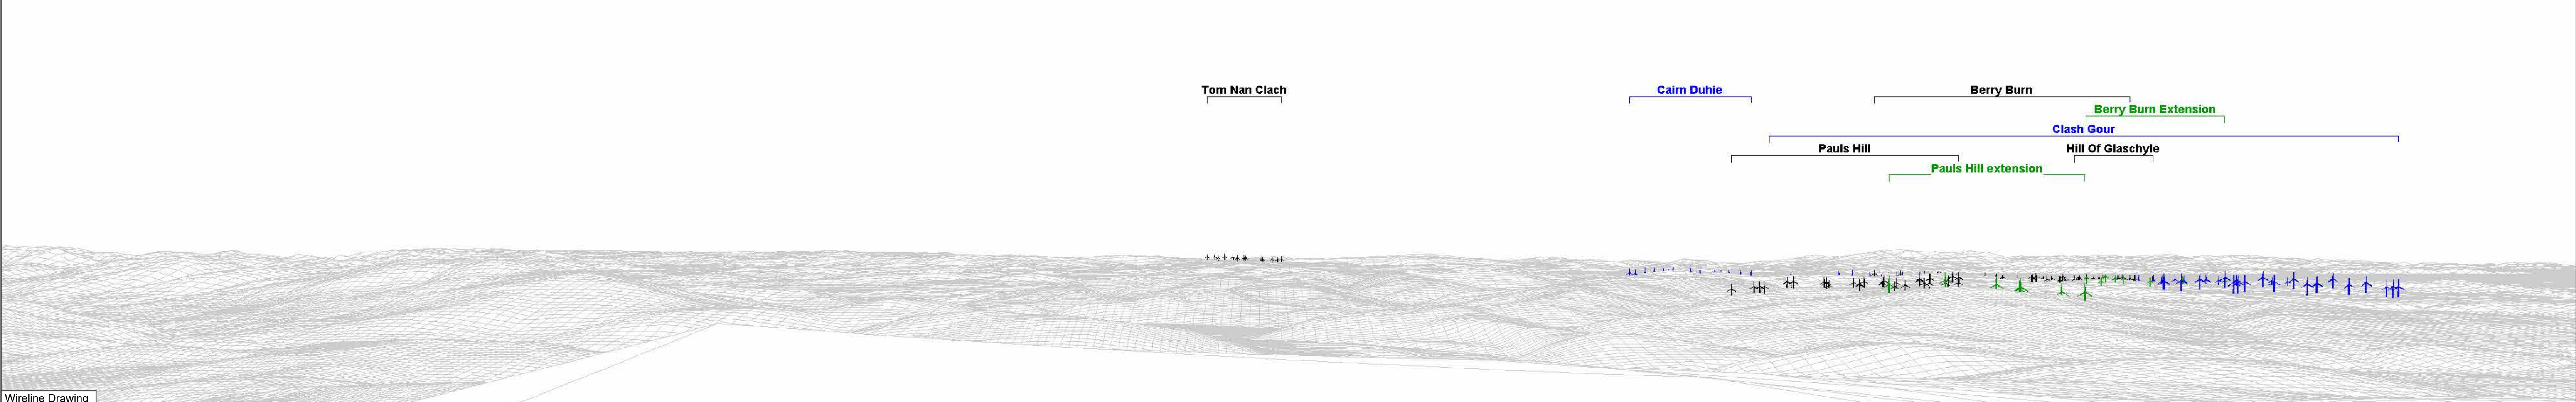 Tom Nan Clach
Cairn Duhie
Berry Burn
Berry Burn Extension
Clash Gour
Pauls Hill
Hill Of Glaschyle
Pauls Hill extension
Wireline Drawing